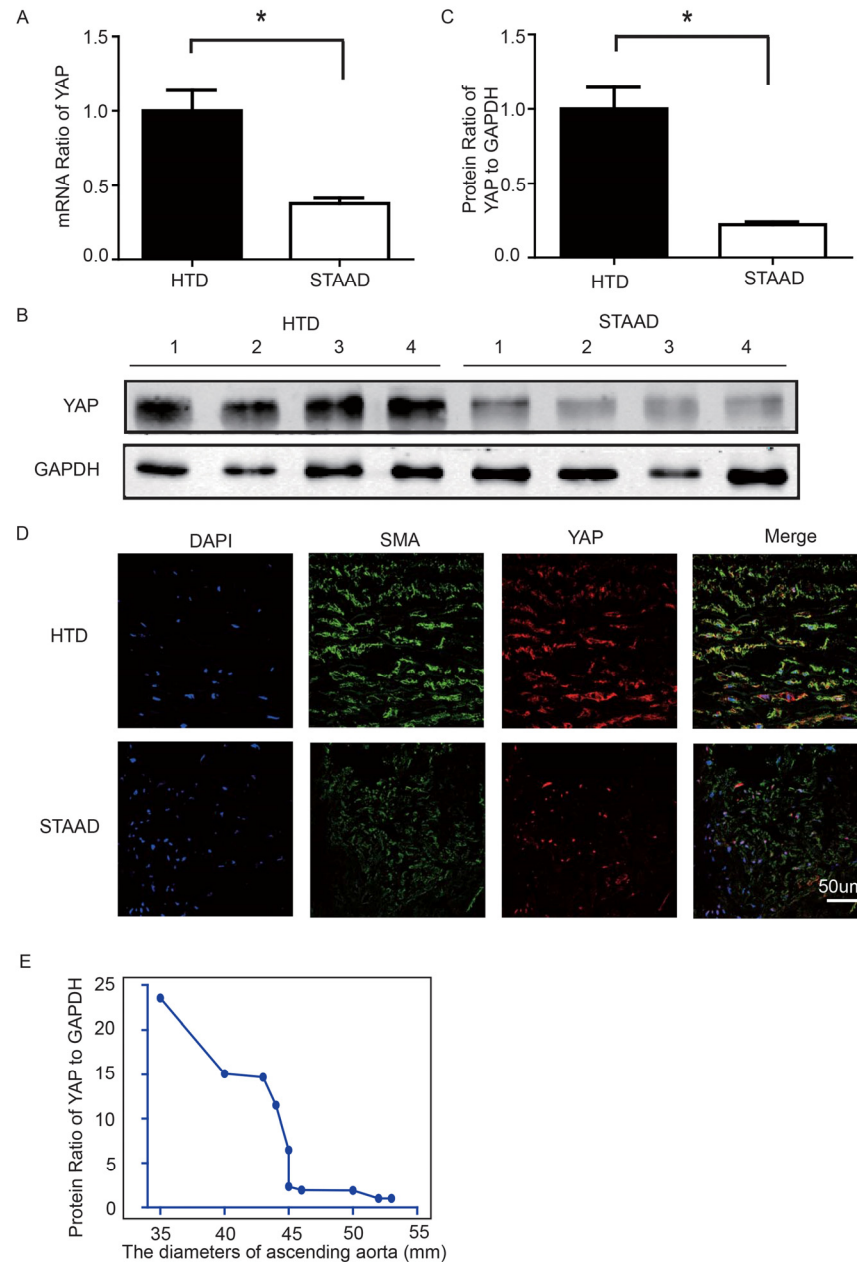 A
*
mRNA Ratio of YAP
1.5
1.0
0.5
0.0
HTD STAAD
C
*
Protein Ratio of
YAP to GAPDH
1.5
1.0
0.5
0.0
HTD STAAD
B
HTD STAAD
1 2 3 4 1 2 3 4
YAP
GAPDH
D
DAPI SMA YAP Merge
HTD
STAAD
50um
E
Protein Ratio of YAP to GAPDH
25
20
15
10
5
0
35 40 45 50 55
The diameters of ascending aorta (mm)